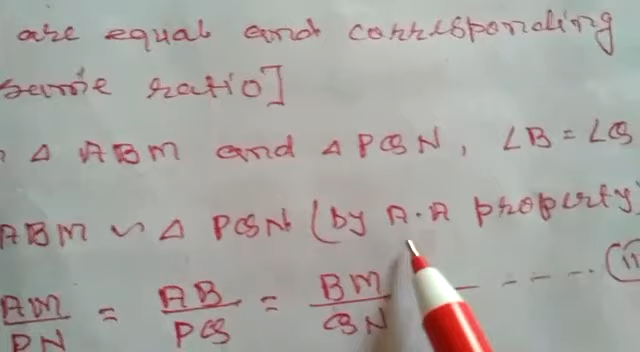 are equal and corresponding
same ratio]
Δ ABM and Δ PQN, ∠B = ∠Q
ABM ~ Δ PQN (by A.A property)
AM/PN = AB/PQ = BM/QN ----- (ii)